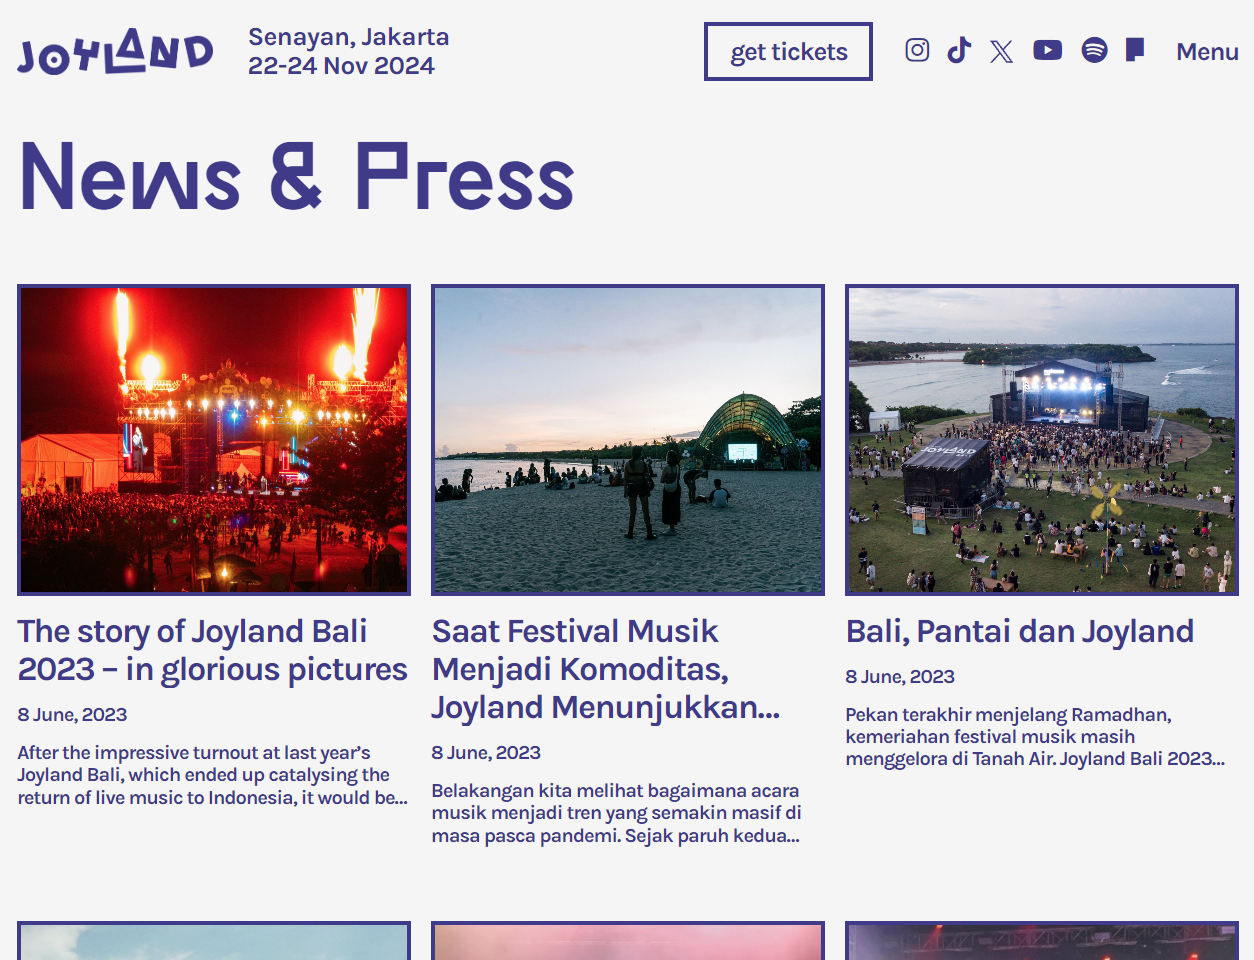 JOYLAND
Senayan, Jakarta
22-24 Nov 2024
get tickets
Menu
News & Press
JOYLAND
The story of Joyland Bali
2023 – in glorious pictures
8 June, 2023
After the impressive turnout at last year’s
Joyland Bali, which ended up catalysing the
return of live music to Indonesia, it would be...
Saat Festival Musik
Menjadi Komoditas,
Joyland Menunjukkan...
8 June, 2023
Belakangan kita melihat bagaimana acara
musik menjadi tren yang semakin masif di
masa pasca pandemi. Sejak paruh kedua...
Bali, Pantai dan Joyland
8 June, 2023
Pekan terakhir menjelang Ramadhan,
kemeriahan festival musik masih
menggelora di Tanah Air. Joyland Bali 2023...